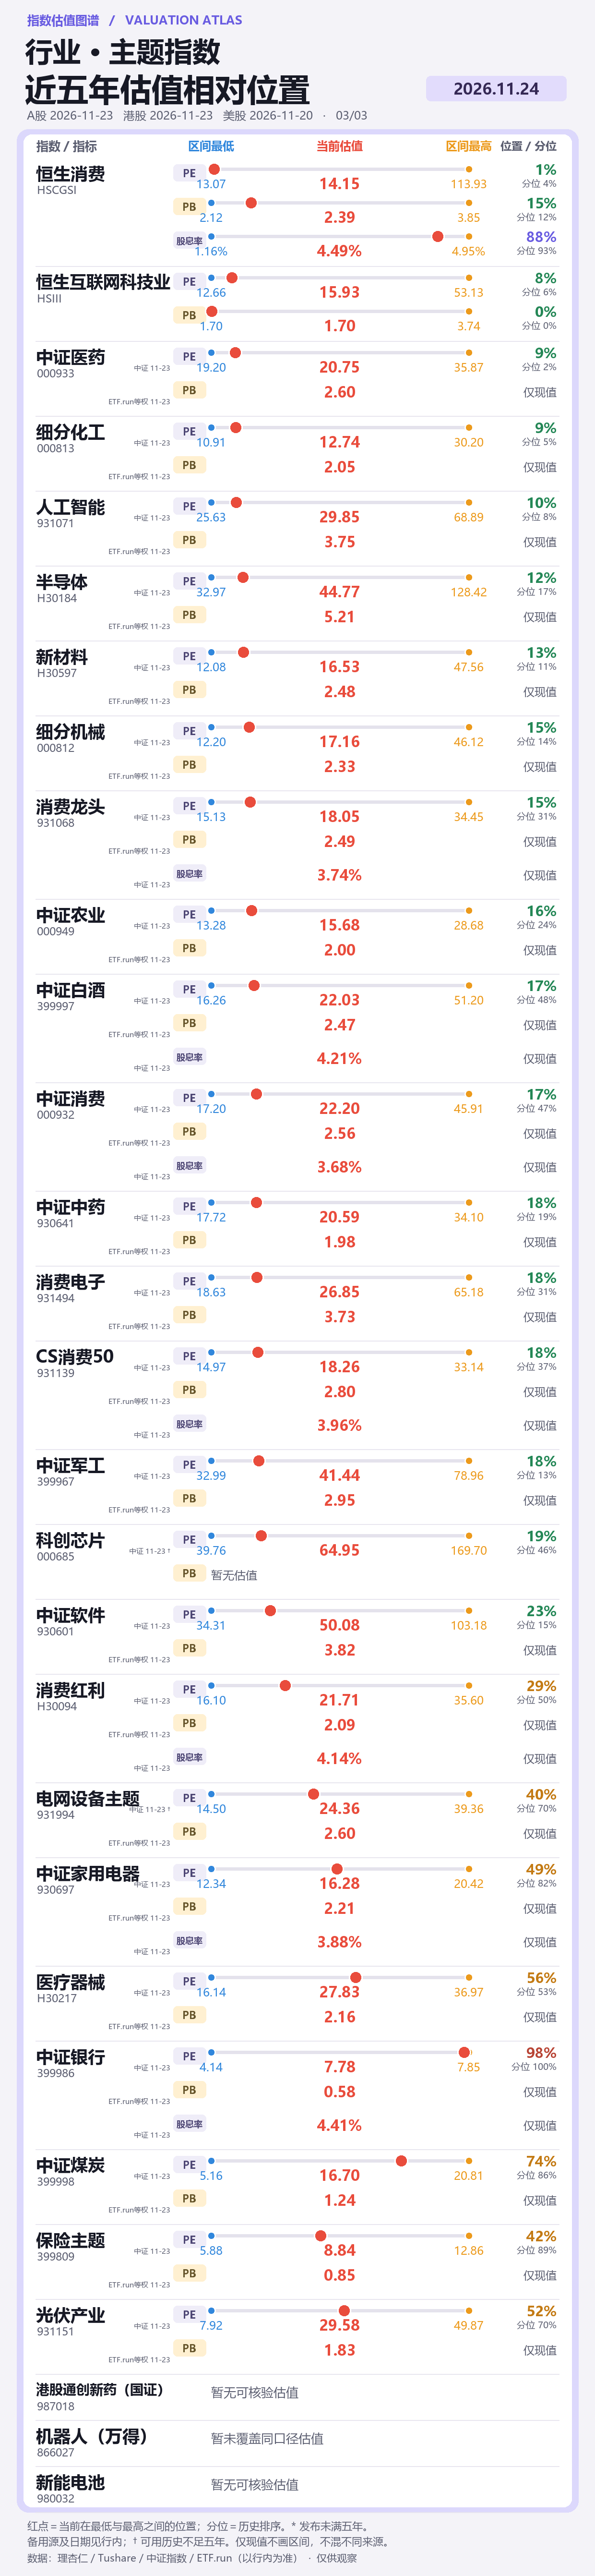 指数估值图谱 / VALUATION ATLAS
行业・主题指数
近五年估值相对位置
2026.11.24
A股 2026-11-23 港股 2026-11-23 美股 2026-11-20 · 03/03
指数 / 指标 区间最低 当前估值 区间最高 位置 / 分位
恒生消费 PE 1%
HSCGSI 13.07 14.15 113.93 分位 4%
PB 15%
2.12 2.39 3.85 分位 12%
股息率 88%
1.16% 4.49% 4.95% 分位 93%
恒生互联网科技业 PE 8%
HSIII 12.66 15.93 53.13 分位 6%
PB 0%
1.70 1.70 3.74 分位 0%
中证医药 PE 9%
000933 中证 11-23 19.20 20.75 35.87 分位 2%
PB 2.60 仅现值
ETF.run等权 11-23
细分化工 PE 9%
000813 中证 11-23 10.91 12.74 30.20 分位 5%
PB 2.05 仅现值
ETF.run等权 11-23
人工智能 PE 10%
931071 中证 11-23 25.63 29.85 68.89 分位 8%
PB 3.75 仅现值
ETF.run等权 11-23
半导体 PE 12%
H30184 中证 11-23 32.97 44.77 128.42 分位 17%
PB 5.21 仅现值
ETF.run等权 11-23
新材料 PE 13%
H30597 中证 11-23 12.08 16.53 47.56 分位 11%
PB 2.48 仅现值
ETF.run等权 11-23
细分机械 PE 15%
000812 中证 11-23 12.20 17.16 46.12 分位 14%
PB 2.33 仅现值
ETF.run等权 11-23
消费龙头 PE 15%
931068 中证 11-23 15.13 18.05 34.45 分位 31%
PB 2.49 仅现值
ETF.run等权 11-23
股息率 3.74% 仅现值
中证 11-23
中证农业 PE 16%
000949 中证 11-23 13.28 15.68 28.68 分位 24%
PB 2.00 仅现值
ETF.run等权 11-23
中证白酒 PE 17%
399997 中证 11-23 16.26 22.03 51.20 分位 48%
PB 2.47 仅现值
ETF.run等权 11-23
股息率 4.21% 仅现值
中证 11-23
中证消费 PE 17%
000932 中证 11-23 17.20 22.20 45.91 分位 47%
PB 2.56 仅现值
ETF.run等权 11-23
股息率 3.68% 仅现值
中证 11-23
中证中药 PE 18%
930641 中证 11-23 17.72 20.59 34.10 分位 19%
PB 1.98 仅现值
ETF.run等权 11-23
消费电子 PE 18%
931494 中证 11-23 18.63 26.85 65.18 分位 31%
PB 3.73 仅现值
ETF.run等权 11-23
CS消费50 PE 18%
931139 中证 11-23 14.97 18.26 33.14 分位 37%
PB 2.80 仅现值
ETF.run等权 11-23
股息率 3.96% 仅现值
中证 11-23
中证军工 PE 18%
399967 中证 11-23 32.99 41.44 78.96 分位 13%
PB 2.95 仅现值
ETF.run等权 11-23
科创芯片 PE 19%
000685 中证 11-23 † 39.76 64.95 169.70 分位 46%
PB 暂无估值
中证软件 PE 23%
930601 中证 11-23 34.31 50.08 103.18 分位 15%
PB 3.82 仅现值
ETF.run等权 11-23
消费红利 PE 29%
H30094 中证 11-23 16.10 21.71 35.60 分位 50%
PB 2.09 仅现值
ETF.run等权 11-23
股息率 4.14% 仅现值
中证 11-23
电网设备主题 PE 40%
931994 中证 11-23 † 14.50 24.36 39.36 分位 70%
PB 2.60 仅现值
ETF.run等权 11-23
中证家用电器 PE 49%
930697 中证 11-23 12.34 16.28 20.42 分位 82%
PB 2.21 仅现值
ETF.run等权 11-23
股息率 3.88% 仅现值
中证 11-23
医疗器械 PE 56%
H30217 中证 11-23 16.14 27.83 36.97 分位 53%
PB 2.16 仅现值
ETF.run等权 11-23
中证银行 PE 98%
399986 中证 11-23 4.14 7.78 7.85 分位 100%
PB 0.58 仅现值
ETF.run等权 11-23
股息率 4.41% 仅现值
中证 11-23
中证煤炭 PE 74%
399998 中证 11-23 5.16 16.70 20.81 分位 86%
PB 1.24 仅现值
ETF.run等权 11-23
保险主题 PE 42%
399809 中证 11-23 5.88 8.84 12.86 分位 89%
PB 0.85 仅现值
ETF.run等权 11-23
光伏产业 PE 52%
931151 中证 11-23 7.92 29.58 49.87 分位 70%
PB 1.83 仅现值
ETF.run等权 11-23
港股通创新药（国证） 暂无可核验估值
987018
机器人（万得） 暂未覆盖同口径估值
866027
新能电池 暂无可核验估值
980032
红点＝当前在最低与最高之间的位置；分位＝历史排序。* 发布未满五年。
备用源及日期见行内；† 可用历史不足五年。仅现值不画区间，不混不同来源。
数据：理杏仁 / Tushare / 中证指数 / ETF.run（以行内为准） · 仅供观察